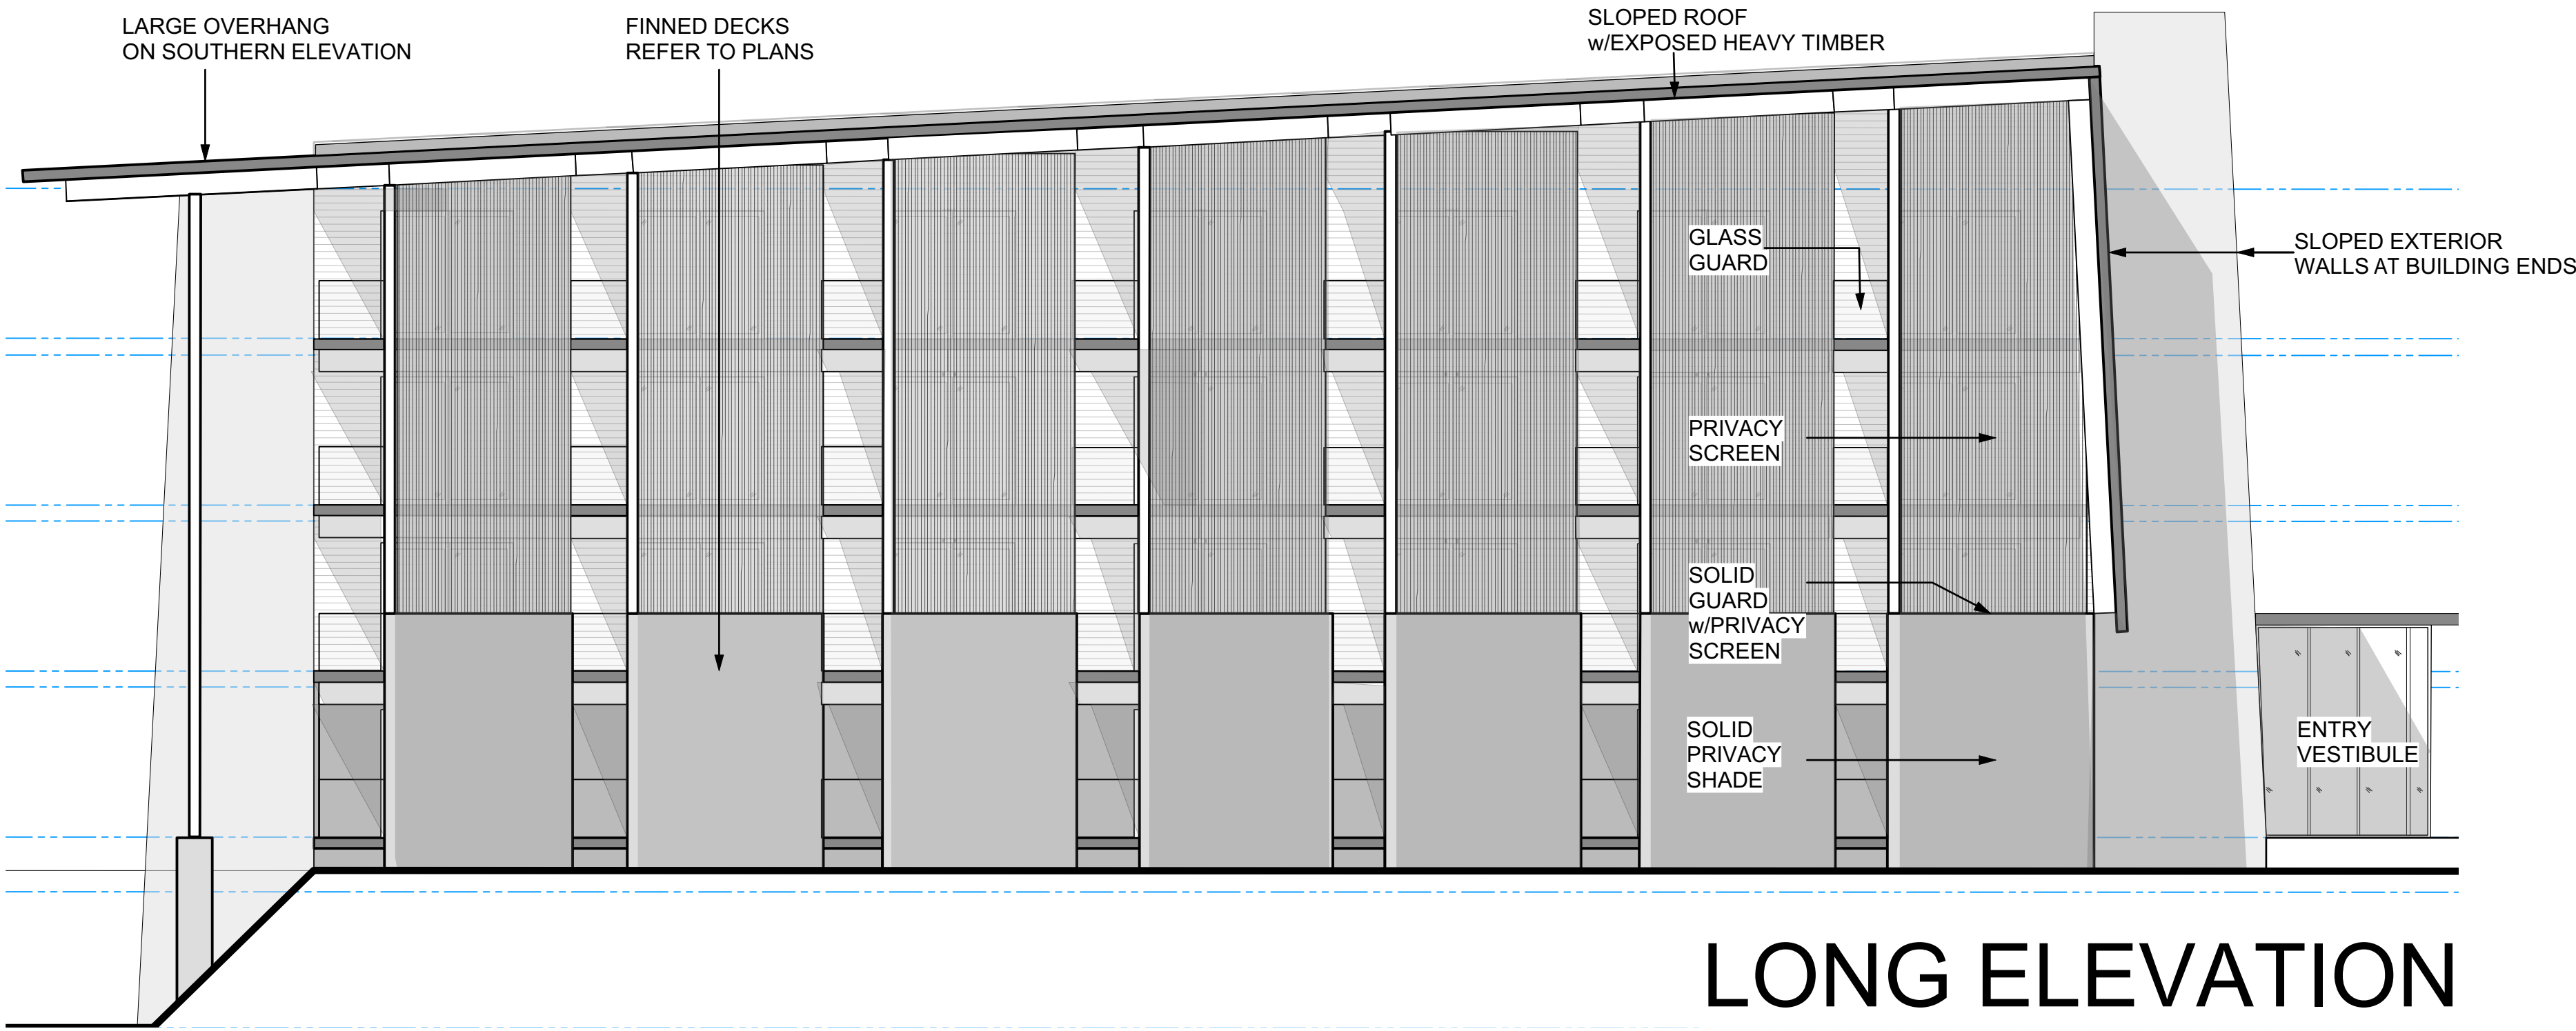 LARGE OVERHANG
ON SOUTHERN ELEVATION
FINNED DECKS
REFER TO PLANS
SLOPED ROOF
w/EXPOSED HEAVY TIMBER
GLASS
GUARD
SLOPED EXTERIOR
WALLS AT BUILDING ENDS
PRIVACY
SCREEN
SOLID
GUARD
w/PRIVACY
SCREEN
SOLID
PRIVACY
SHADE
ENTRY
VESTIBULE
LONG ELEVATION